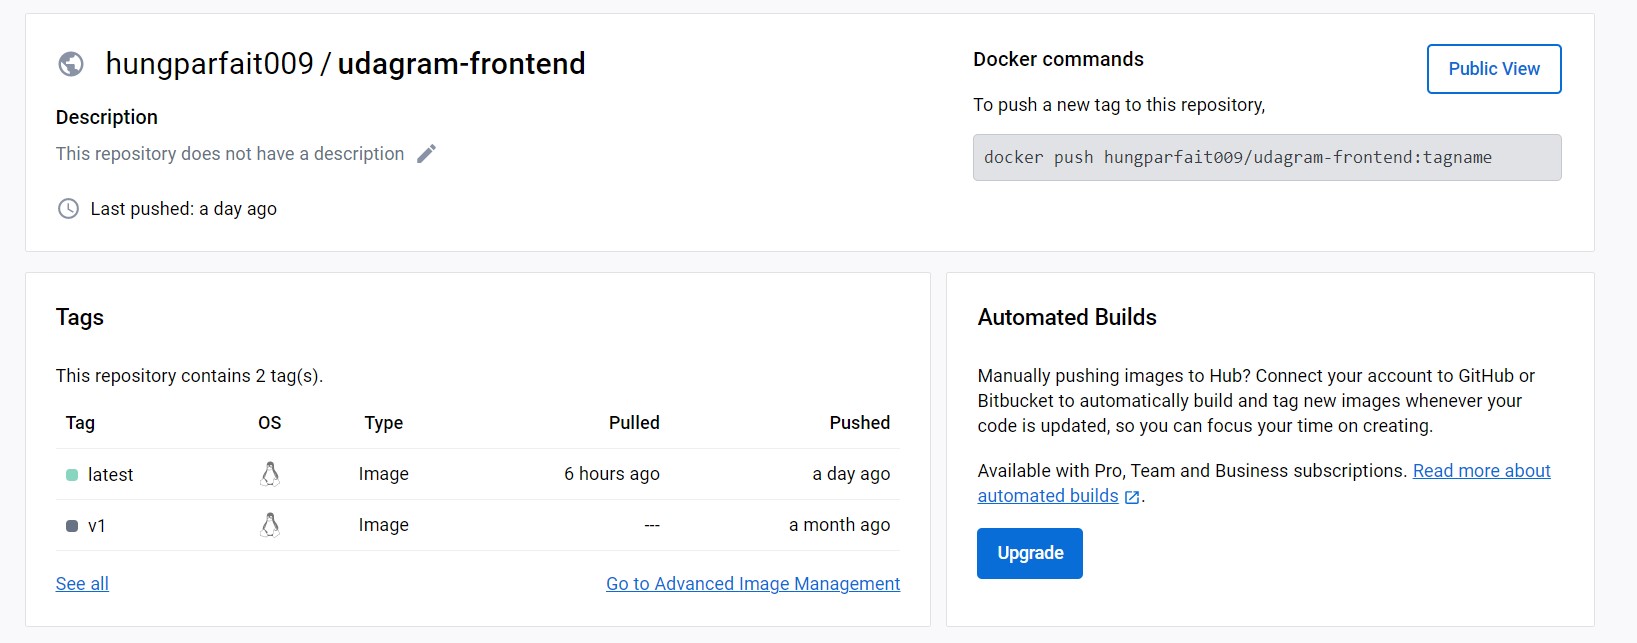 hungparfait009 / udagram-frontend
Description
This repository does not have a description
Last pushed: a day ago
Docker commands
Public View
To push a new tag to this repository,
docker push hungparfait009/udagram-frontend:tagname
Tags
This repository contains 2 tag(s).
Tag OS Type Pulled Pushed
latest Image 6 hours ago a day ago
v1 Image --- a month ago
See all Go to Advanced Image Management
Automated Builds
Manually pushing images to Hub? Connect your account to GitHub or
Bitbucket to automatically build and tag new images whenever your
code is updated, so you can focus your time on creating.
Available with Pro, Team and Business subscriptions. Read more about
automated builds .
Upgrade